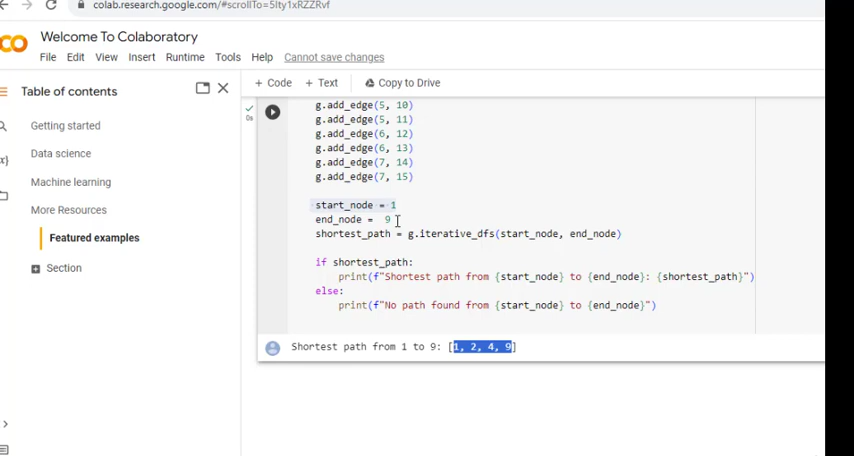 colab.research.google.com/#scrollTo=5Ity1xRZZRvf
Welcome To Colaboratory
File Edit View Insert Runtime Tools Help Cannot save changes
Table of contents
+ Code + Text Copy to Drive
Getting started
Data science
Machine learning
More Resources
Featured examples
Section
{x}
0s
g.add_edge(5, 10)
g.add_edge(5, 11)
g.add_edge(6, 12)
g.add_edge(6, 13)
g.add_edge(7, 14)
g.add_edge(7, 15)
start_node = 1
end_node = 9
shortest_path = g.iterative_dfs(start_node, end_node)
if shortest_path:
print(f"Shortest path from {start_node} to {end_node}: {shortest_path}")
else:
print(f"No path found from {start_node} to {end_node}")
Shortest path from 1 to 9: [1, 2, 4, 9]